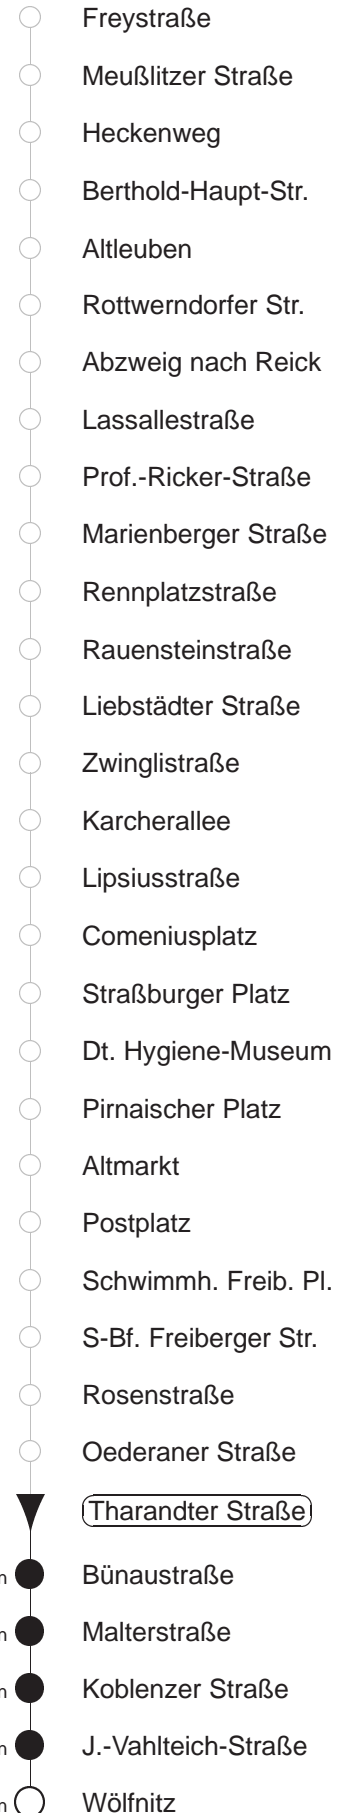 Freystraße
Meußlitzer Straße
Heckenweg
Berthold-Haupt-Str.
Altleuben
Rottwerndorfer Str.
Abzweig nach Reick
Lassallestraße
Prof.-Ricker-Straße
Marienberger Straße
Rennplatzstraße
Rauensteinstraße
Liebstädter Straße
Zwinglistraße
Karcherallee
Lipsiusstraße
Comeniusplatz
Straßburger Platz
Dt. Hygiene-Museum
Pirnaischer Platz
Altmarkt
Postplatz
Schwimmh. Freib. Pl.
S-Bf. Freiberger Str.
Rosenstraße
Oederaner Straße
Tharandter Straße
Bünaustraße
Malterstraße
Koblenzer Straße
J.-Vahlteich-Straße
Wölfnitz